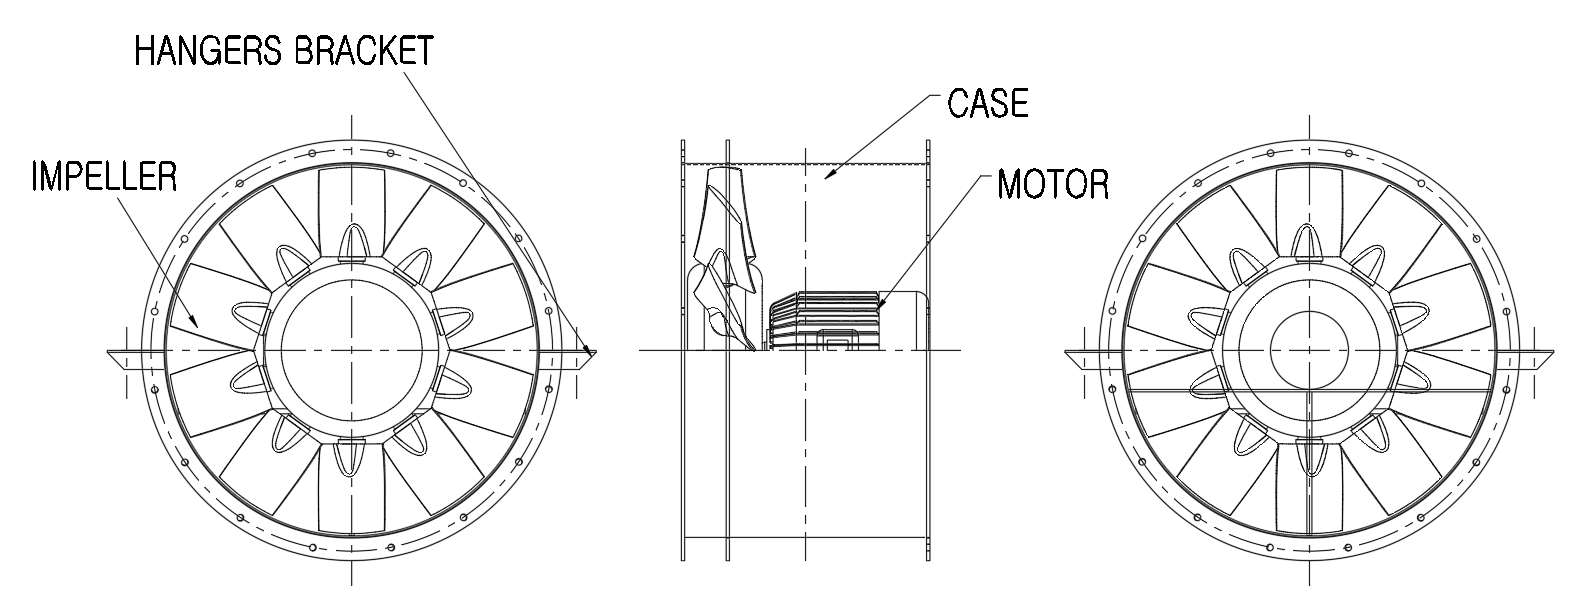 HANGERS BRACKET
IMPELLER
CASE
MOTOR